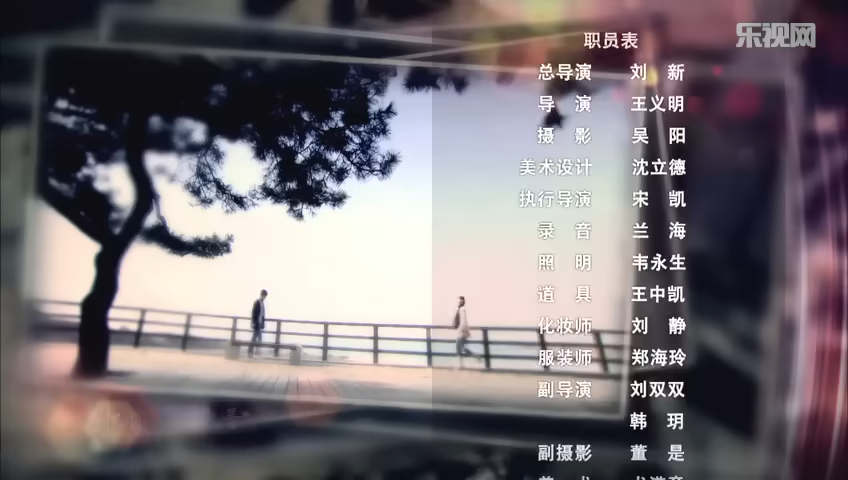 乐视网
职员表
总导演 刘 新
导 演 王义明
摄 影 吴 阳
美术设计 沈立德
执行导演 宋 凯
录 音 兰 海
照 明 韦永生
道 具 王中凯
化妆师 刘 静
服装师 郑海玲
副导演 刘双双
韩 玥
副摄影 董 是